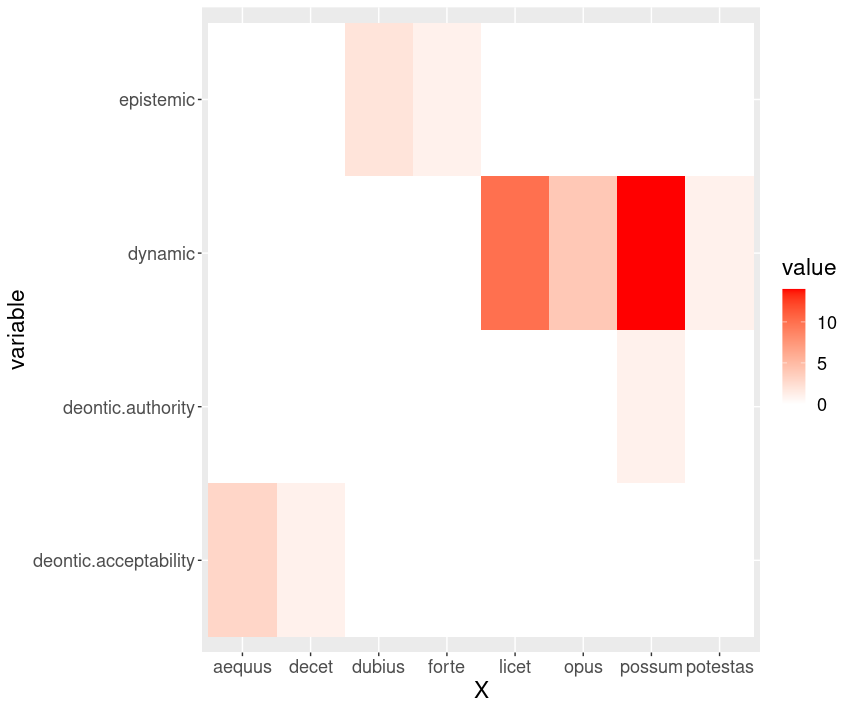 epistemic
dynamic
deontic.authority
deontic.acceptability
variable
aequus decet dubius forte licet opus possum potestas
X
value
10
5
0